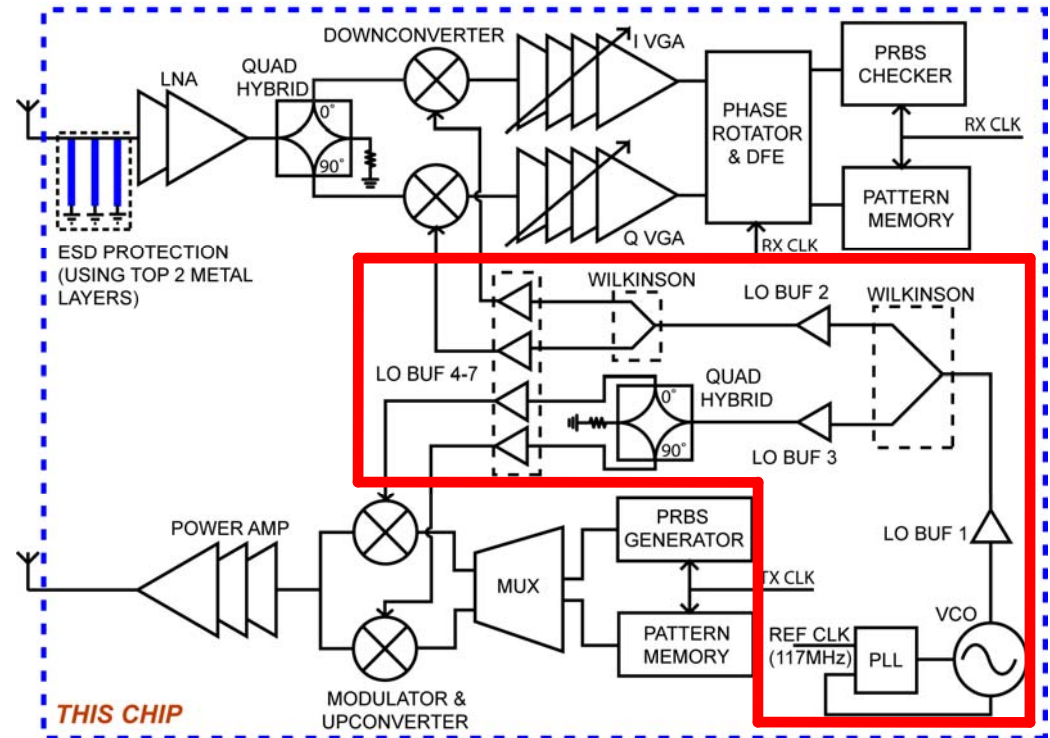 DOWNCONVERTER
I VGA
LNA
QUAD
HYBRID
0°
90°
PHASE
ROTATOR
& DFE
PRBS
CHECKER
RX CLK
PATTERN
MEMORY
Q VGA
RX CLK
ESD PROTECTION
(USING TOP 2 METAL
LAYERS)
WILKINSON
LO BUF 2
WILKINSON
LO BUF 4-7
QUAD
HYBRID
0°
90°
LO BUF 3
POWER AMP
PRBS
GENERATOR
LO BUF 1
MUX
TX CLK
VCO
PATTERN
MEMORY
REF CLK
(117MHz)
PLL
MODULATOR &
UPCONVERTER
THIS CHIP